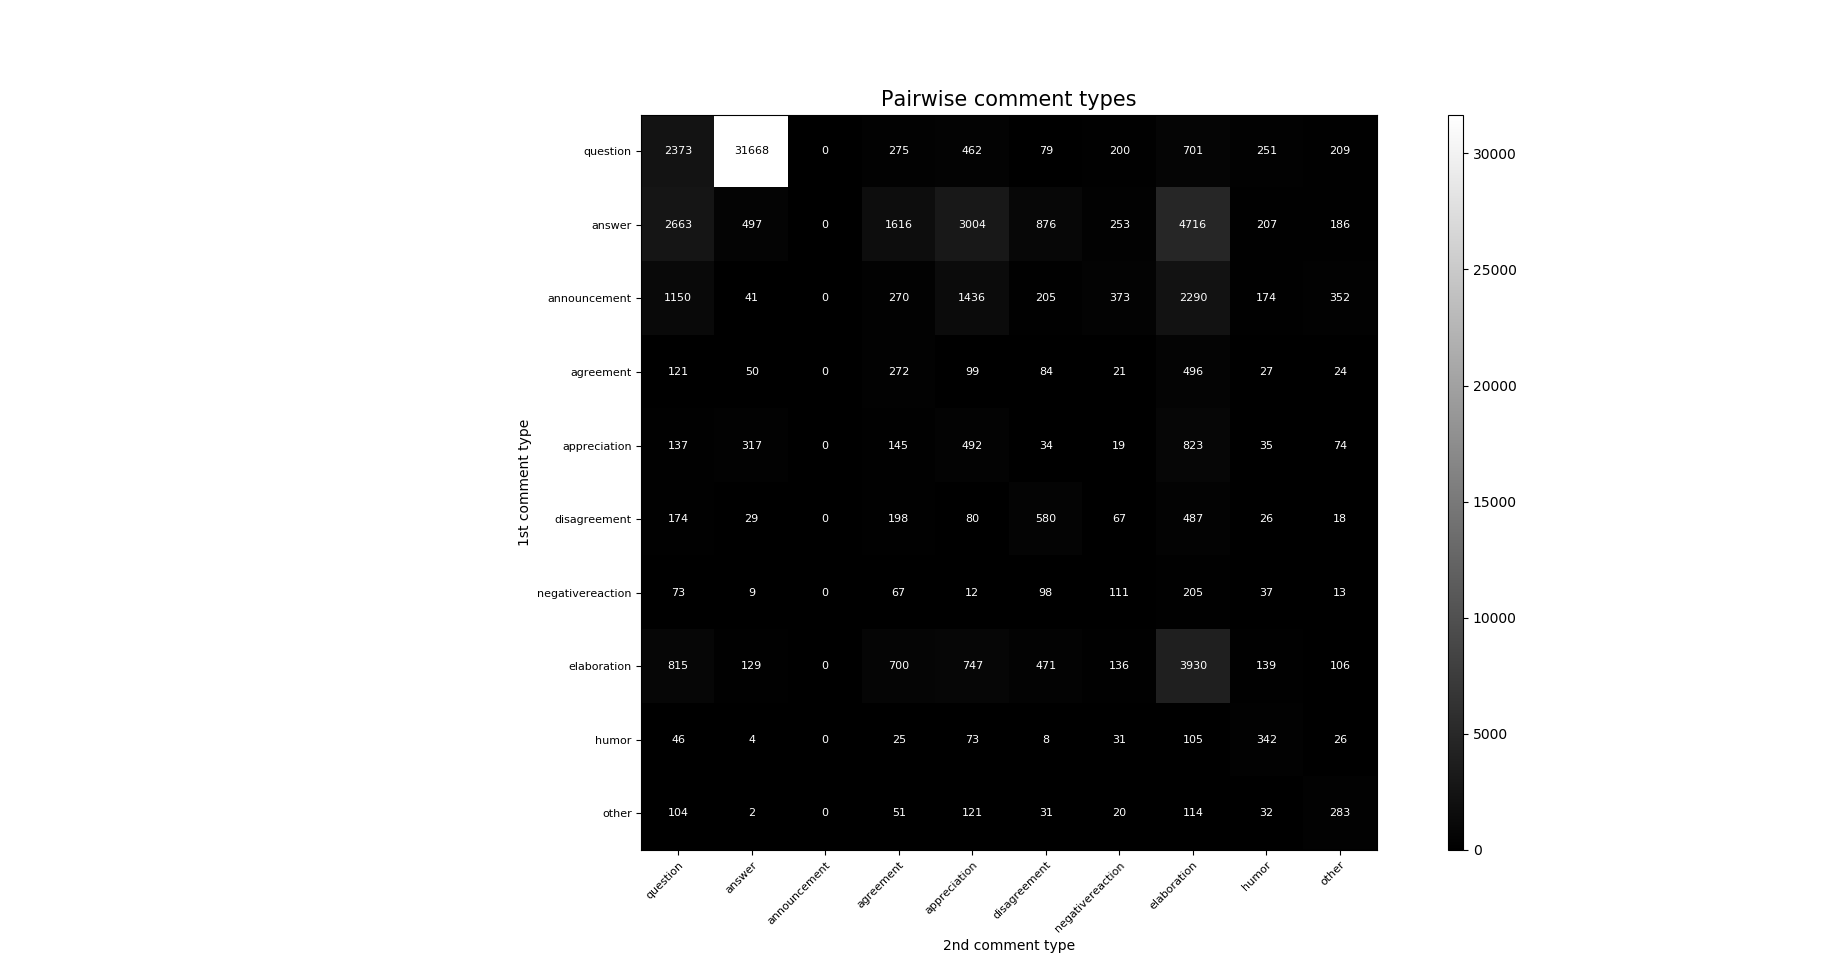 Pairwise comment types
question 2373 31668 0 275 462 79 200 701 251 209
answer 2663 497 0 1616 3004 876 253 4716 207 186
announcement 1150 41 0 270 1436 205 373 2290 174 352
agreement 121 50 0 272 99 84 21 496 27 24
appreciation 137 317 0 145 492 34 19 823 35 74
disagreement 174 29 0 198 80 580 67 487 26 18
negativereaction 73 9 0 67 12 98 111 205 37 13
elaboration 815 129 0 700 747 471 136 3930 139 106
humor 46 4 0 25 73 8 31 105 342 26
other 104 2 0 51 121 31 20 114 32 283
question answer announcement agreement appreciation disagreement negativereaction elaboration humor other
2nd comment type
1st comment type
30000
25000
20000
15000
10000
5000
0